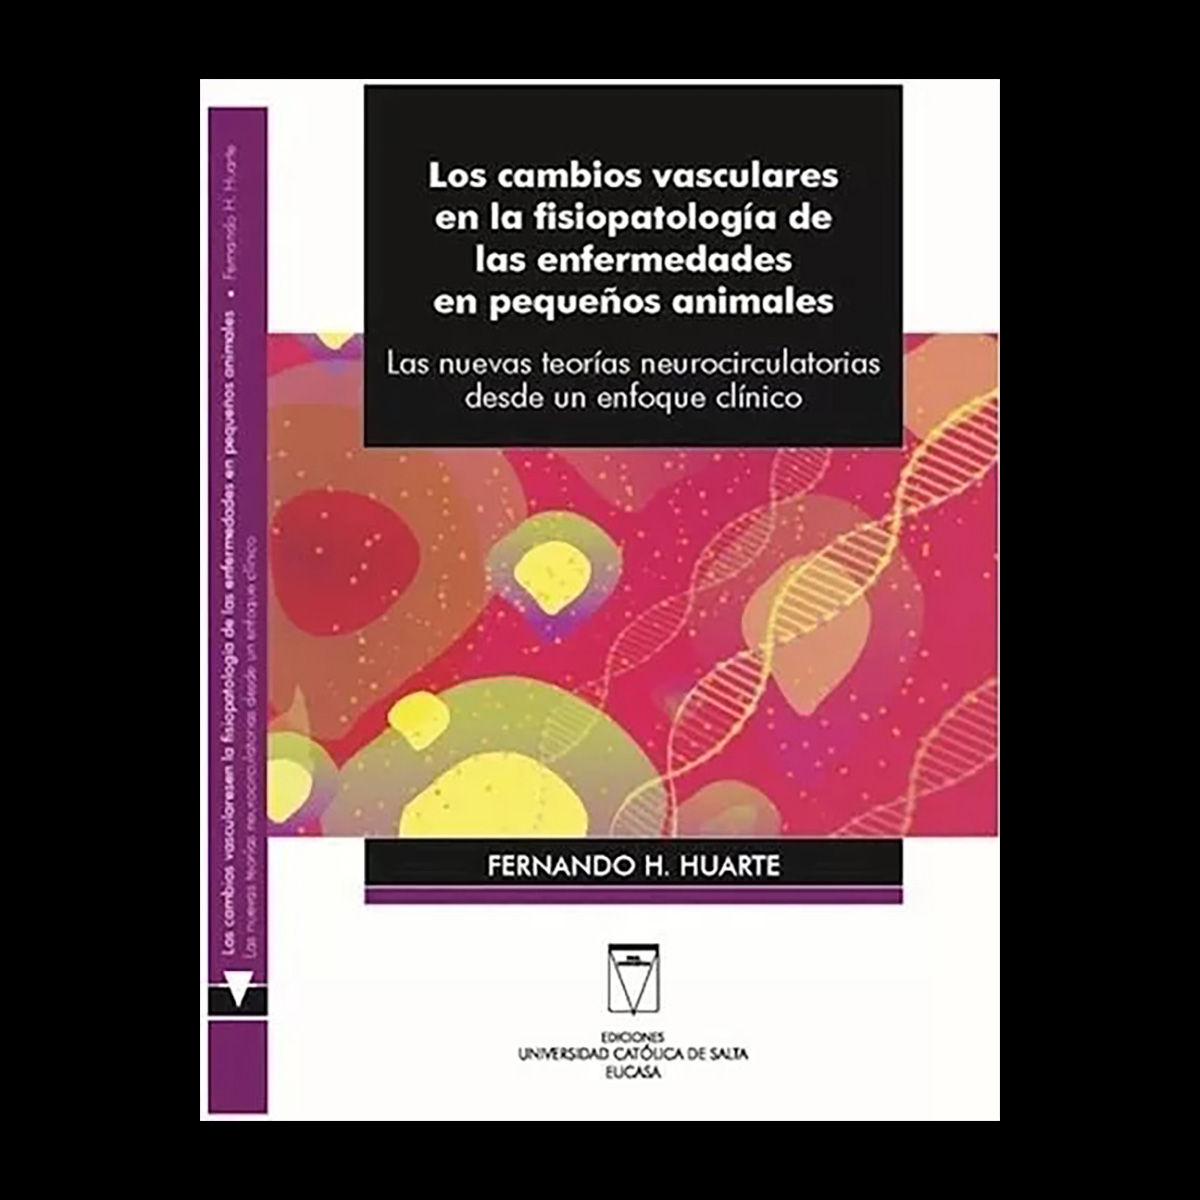 Los cambios vasculares
en la fisiopatología de
las enfermedades
en pequeños animales
Las nuevas teorías neurocirculatorias
desde un enfoque clínico
FERNANDO H. HUARTE
EDICIONES
UNIVERSIDAD CATÓLICA DE SALTA
EUCASA
Los cambios vascularesen la fisiopatología de las enfermedades en pequeños animales • Fernando H. Huarte
Las nuevas teorías neurocirculatorias desde un enfoque clínico